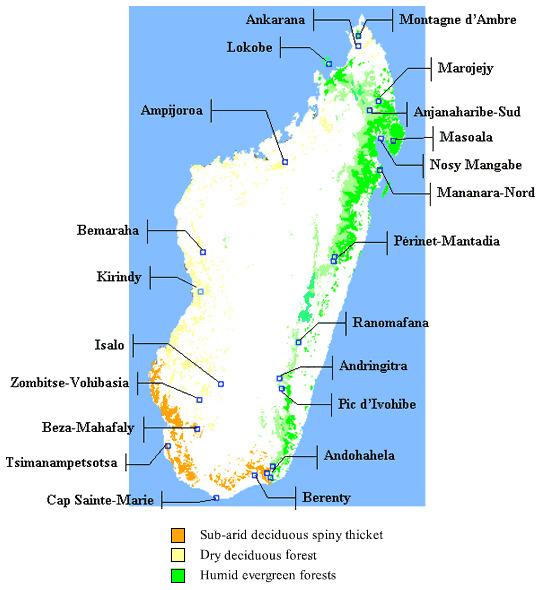 Ankarana
Montagne d’Ambre
Lokobe
Marojejy
Ampijoroa
Anjanaharibe-Sud
Masoala
Nosy Mangabe
Mananara-Nord
Bemaraha
Périnet-Mantadia
Kirindy
Ranomafana
Isalo
Andringitra
Zombitse-Vohibasia
Pic d’Ivohibe
Beza-Mahafaly
Andohahela
Tsimanampetsotsa
Cap Sainte-Marie
Berenty
Sub-arid deciduous spiny thicket
Dry deciduous forest
Humid evergreen forests